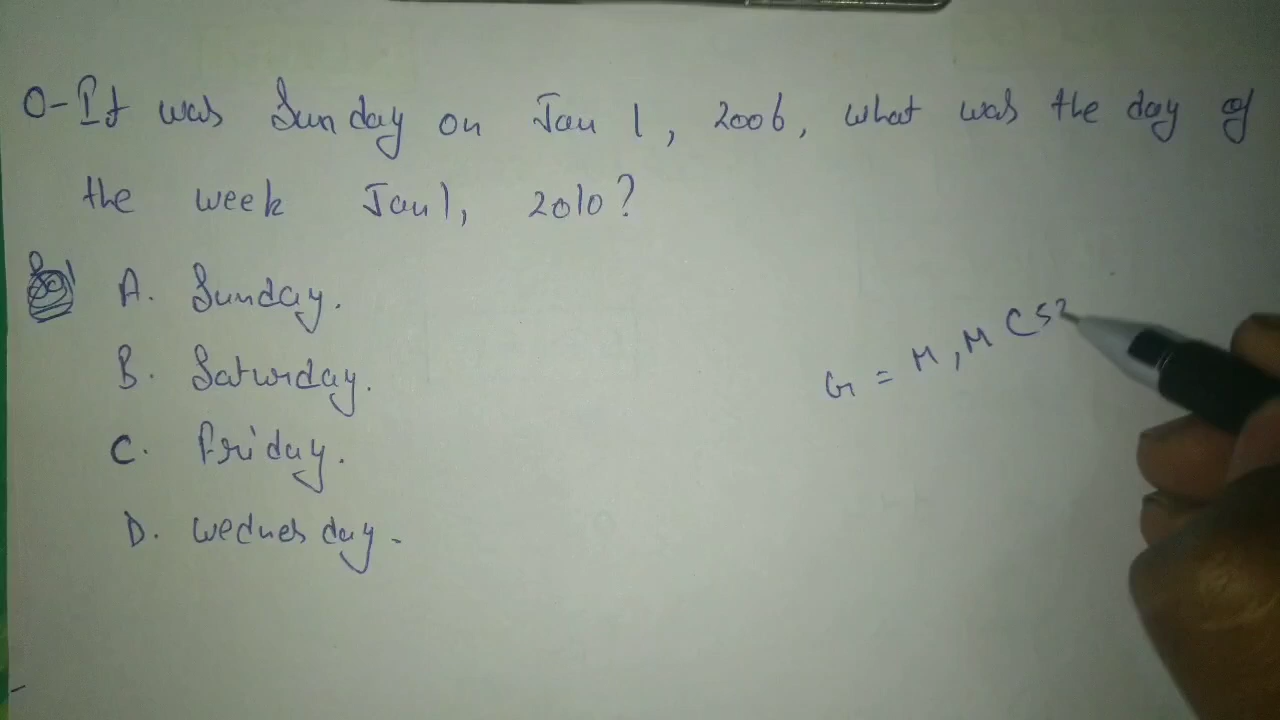 Q-It was Sunday on Jan 1, 2006, what was the day of
the week Jan 1, 2010?
A. Sunday.
B. Saturday.
C. Friday.
D. Wednesday.
G = M, M CS2